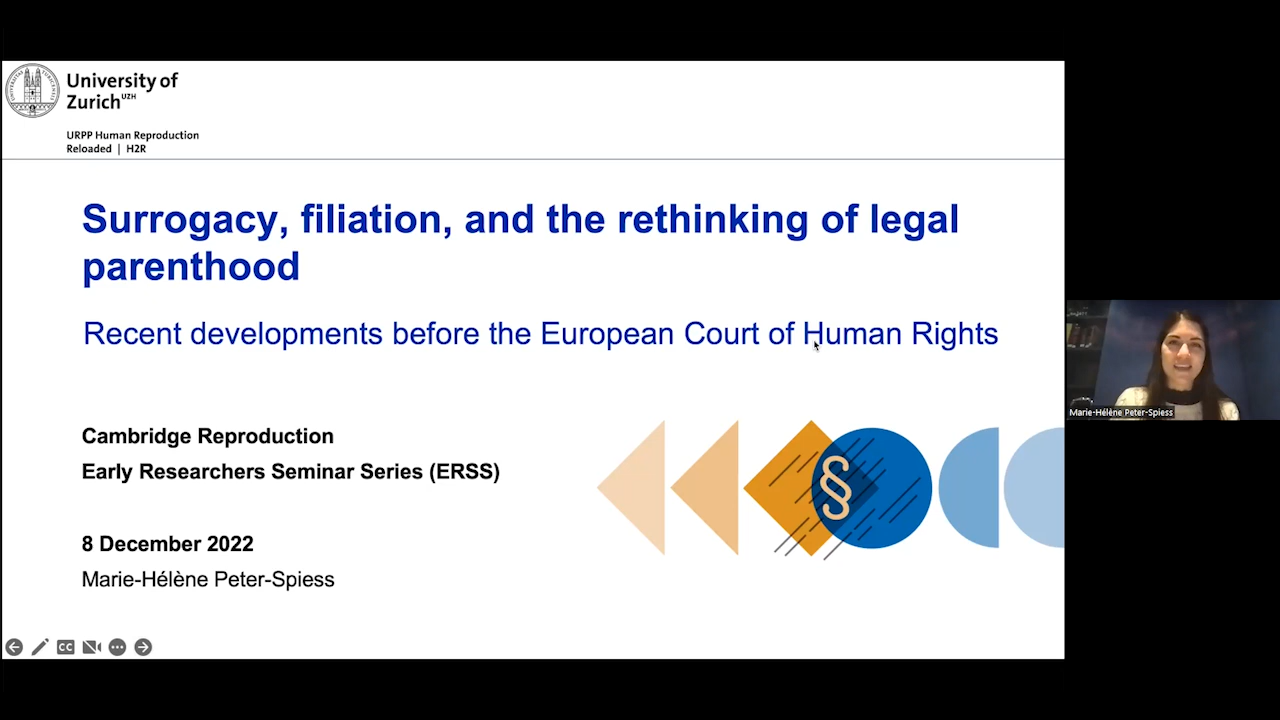 University of
Zurich UZH
URPP Human Reproduction
Reloaded | H2R
Surrogacy, filiation, and the rethinking of legal
parenthood
Recent developments before the European Court of Human Rights
Cambridge Reproduction
Early Researchers Seminar Series (ERSS)
§
8 December 2022
Marie-Hélène Peter-Spiess
CC
Marie-Hélène Peter-Spiess